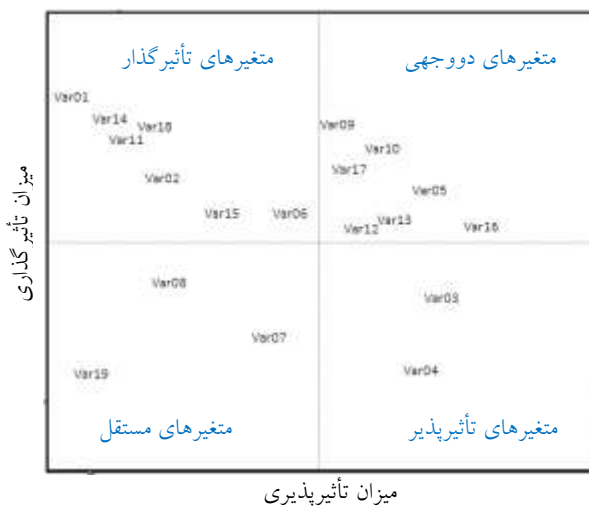 متغیرهای دووجهی
متغیرهای تأثیرگذار
Var01
Var14
Var18
Var11
Var09
Var10
Var17
Var02
Var05
Var15
Var06
Var13
Var12
Var16
میزان تأثیرگذاری
Var08
Var03
Var07
Var19
Var04
متغیرهای تأثیرپذیر
متغیرهای مستقل
میزان تأثیرپذیری